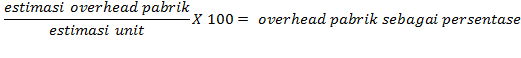 estimasi overhead pabrik
estimasi unit
X 100 = overhead pabrik sebagai persentase